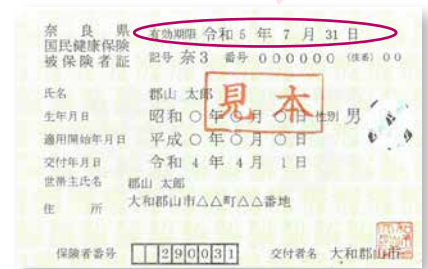 奈良県 有効期限 令和 5 年 7 月 31 日
国民健康保険
被保険者証 記号 奈3 番号 000000 (枝番) 00
見本
氏名 郡山 太郎
生年月日 昭和 〇年〇月〇日 性別 男
適用開始年月日 平成 〇年〇月〇日
交付年月日 令和 4年 4月 1日
世帯主氏名 郡山 太郎
住所 大和郡山市△△町△△番地
保険者番号 290031 交付者名 大和郡山市